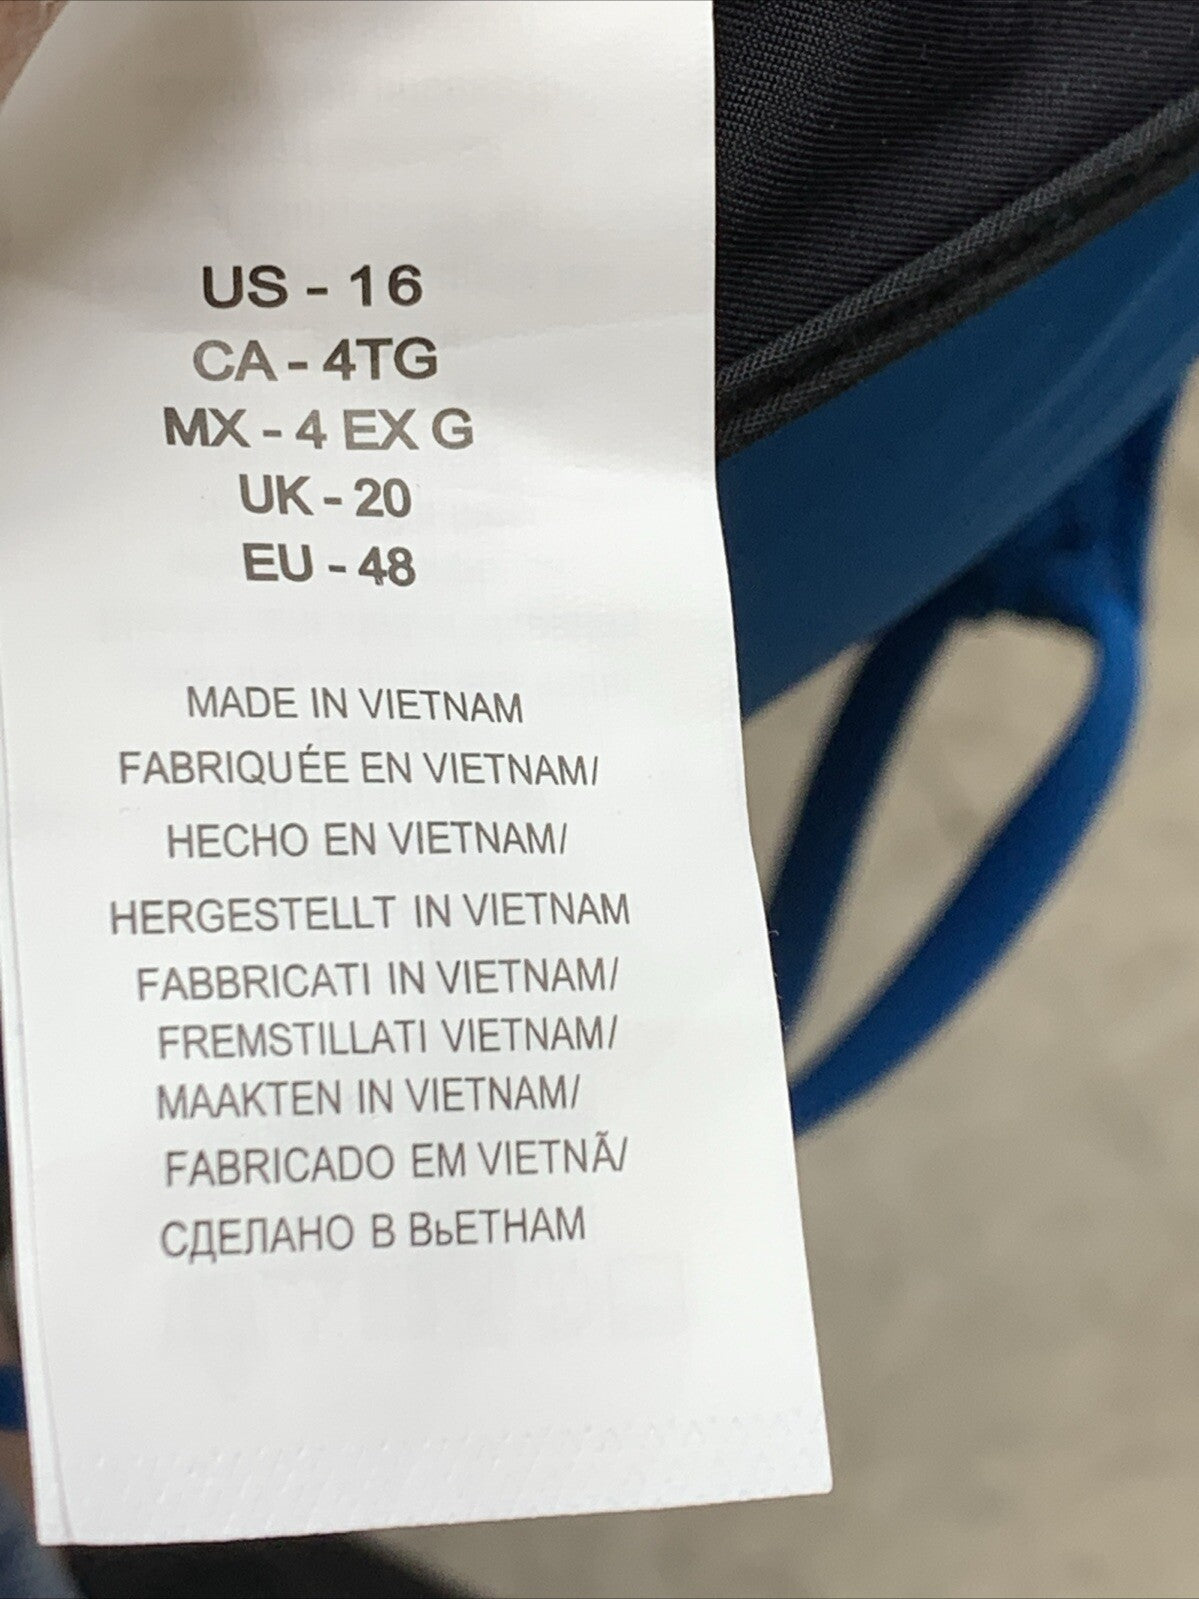 US - 16
CA - 4TG
MX - 4 EX G
UK - 20
EU - 48
MADE IN VIETNAM
FABRIQUÉE EN VIETNAM/
HECHO EN VIETNAM/
HERGESTELLT IN VIETNAM
FABBRICATI IN VIETNAM/
FREMSTILLATI VIETNAM/
MAAKTEN IN VIETNAM/
FABRICADO EM VIETNÃ/
СДЕЛАНО В ВЬЕТНАМ